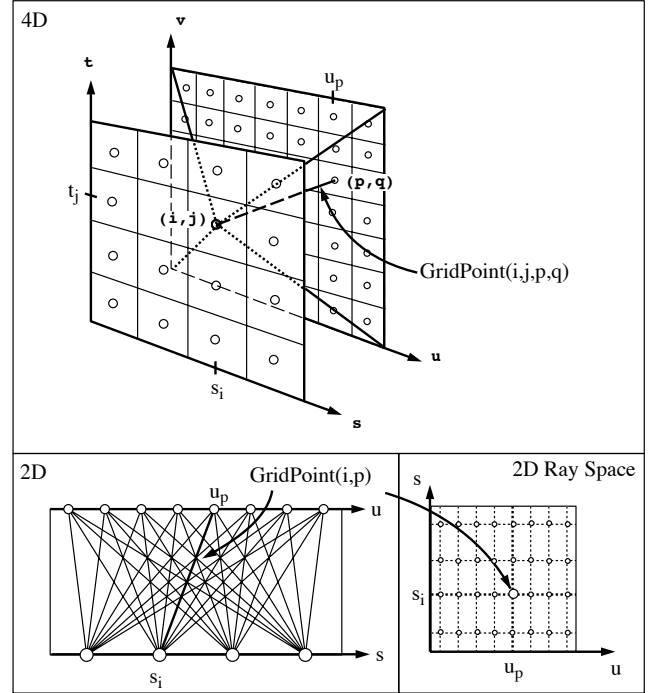 4D
v
t
u_p
t_j
(p,q)
(i,j)
GridPoint(i,j,p,q)
u
s_i
s
2D
GridPoint(i,p)
u_p
u
s
s_i
2D Ray Space
s
s_i
u_p
u